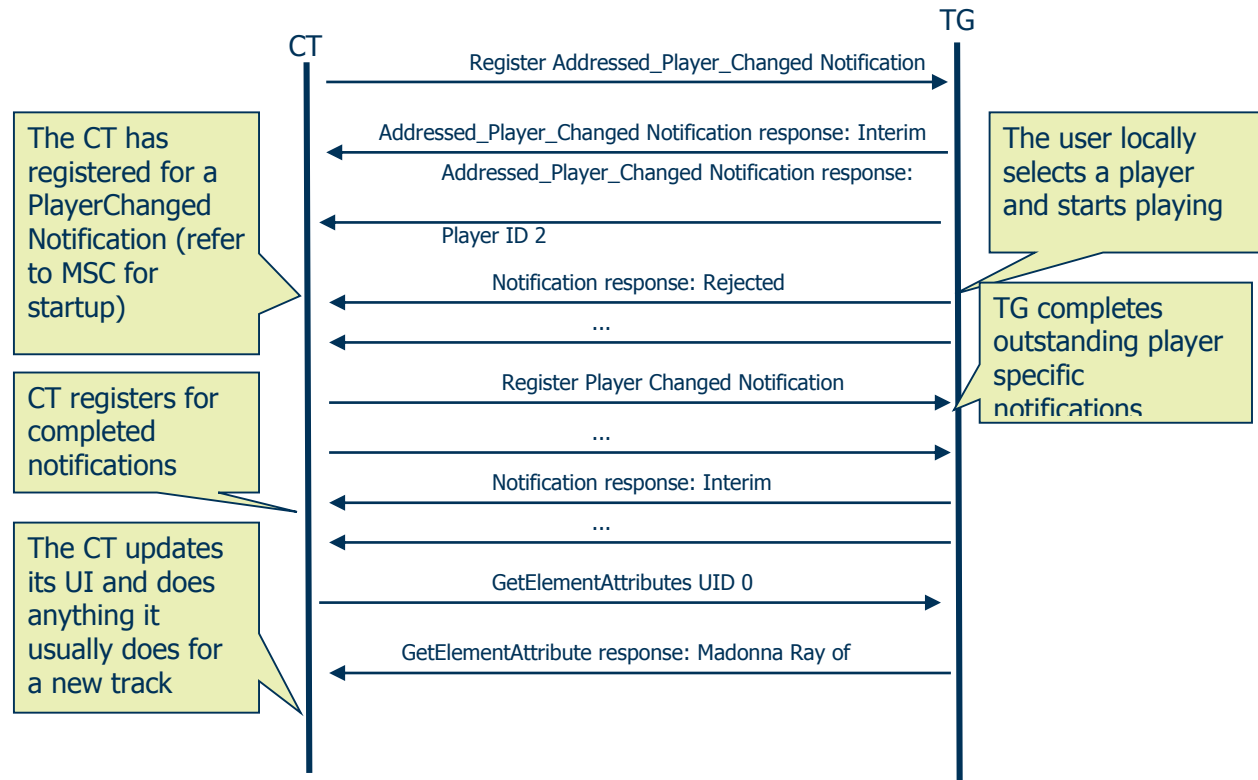 TG
CT
Register Addressed_Player_Changed Notification
The CT has
registered for a
PlayerChanged
Notification (refer
to MSC for
startup)
Addressed_Player_Changed Notification response: Interim
Addressed_Player_Changed Notification response:
Player ID 2
The user locally
selects a player
and starts playing
Notification response: Rejected
...
TG completes
outstanding player
specific
notifications
Register Player Changed Notification
...
CT registers for
completed
notifications
Notification response: Interim
...
The CT updates
its UI and does
anything it
usually does for
a new track
GetElementAttributes UID 0
GetElementAttribute response: Madonna Ray of